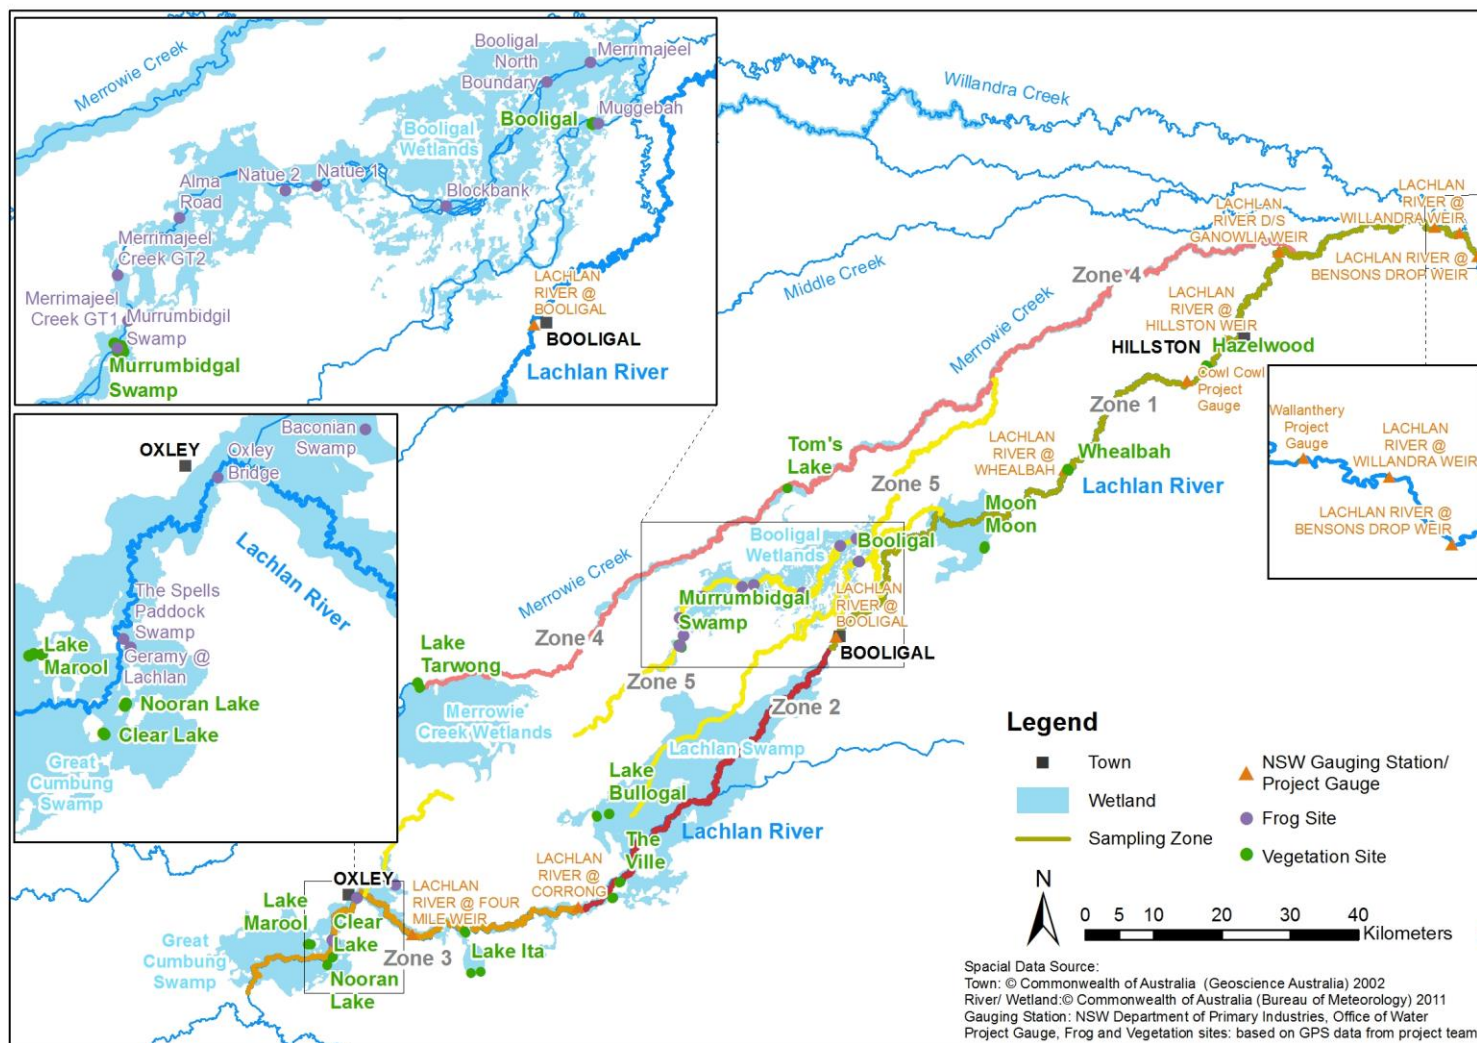 Merrowie Creek
Booligal
North
Boundary
Merrimajeel
Booligal
Muggebah
Booligal
Wetlands
Natue 2
Natue 1
Alma
Road
Blockbank
Merrimajeel
Creek GT2
Merrimajeel
Creek GT1
Murrumbidgil
Swamp
Murrumbidgal
Swamp
LACHLAN
RIVER @
BOOLIGAL
BOOLIGAL
Lachlan River
OXLEY
Baconian
Swamp
Oxley
Bridge
Lachlan River
The Spells
Paddock
Swamp
Geramy @
Lachlan
Lake
Marool
Nooran Lake
Clear Lake
Great
Cumbung
Swamp
Willandra Creek
Middle Creek
LACHLAN
RIVER @
WILLANDRA WEIR
LACHLAN
RIVER D/S
GANOWLIA WEIR
LACHLAN RIVER @
BENSONS DROP WEIR
Zone 4
Merrowie Creek
LACHLAN
RIVER @
HILLSTON WEIR
HILLSTON
Hazelwood
Cowl Cowl
Project
Gauge
Zone 1
Wallanthery
Project
Gauge
LACHLAN
RIVER @
WILLANDRA WEIR
LACHLAN RIVER @
BENSONS DROP WEIR
Tom's
Lake
LACHLAN
RIVER @
WHEALBAH
Whealbah
Lachlan River
Zone 5
Moon
Moon
Booligal
Wetlands
Booligal
Merrowie Creek
Murrumbidgal
Swamp
LACHLAN
RIVER @
BOOLIGAL
BOOLIGAL
Zone 4
Lake
Tarwong
Zone 5
Merrowie
Creek Wetlands
Zone 2
Lachlan Swamp
Lake
Bullogal
Lachlan River
The
Ville
LACHLAN
RIVER @
CORRONG
OXLEY
LACHLAN
RIVER @ FOUR
MILE WEIR
Lake
Marool
Clear
Lake
Great
Cumbung
Swamp
Zone 3
Lake Ita
Nooran
Lake
Legend
Town
Wetland
Sampling Zone
NSW Gauging Station/
Project Gauge
Frog Site
Vegetation Site
N
0 5 10 20 30 40
Kilometers
Spacial Data Source:
Town: © Commonwealth of Australia (Geoscience Australia) 2002
River/ Wetland:© Commonwealth of Australia (Bureau of Meteorology) 2011
Gauging Station: NSW Department of Primary Industries, Office of Water
Project Gauge, Frog and Vegetation sites: based on GPS data from project team